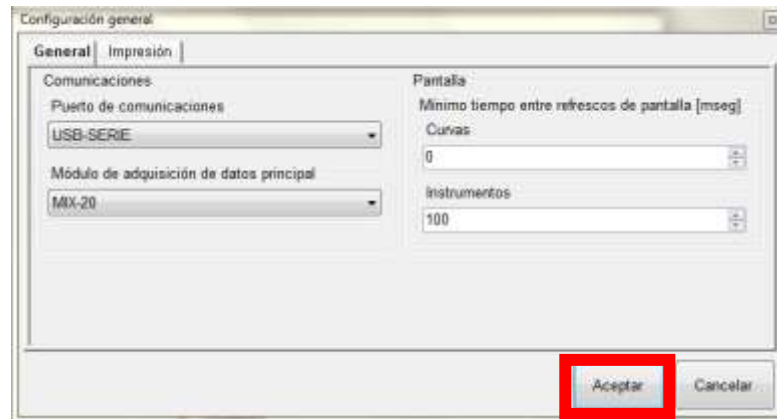 Configuración general
General Impresión
Comunicaciones
Puerto de comunicaciones
USB-SERIE
Módulo de adquisición de datos principal
MIX-20
Pantalla
Mínimo tiempo entre refrescos de pantalla [mseg]
Curvas
0
Instrumentos
100
Aceptar Cancelar